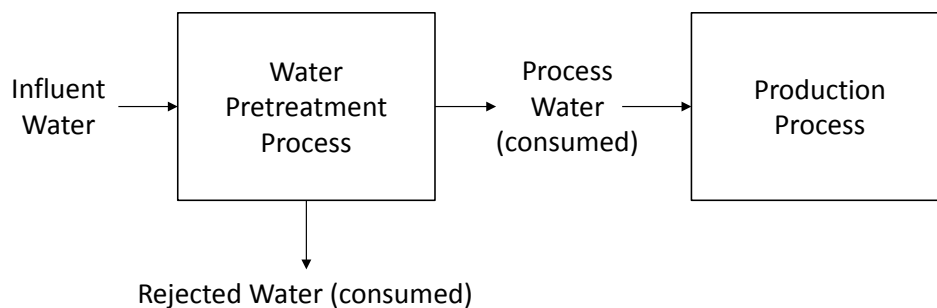 Influent
Water
Water
Pretreatment
Process
Process
Water
(consumed)
Production
Process
Rejected Water (consumed)